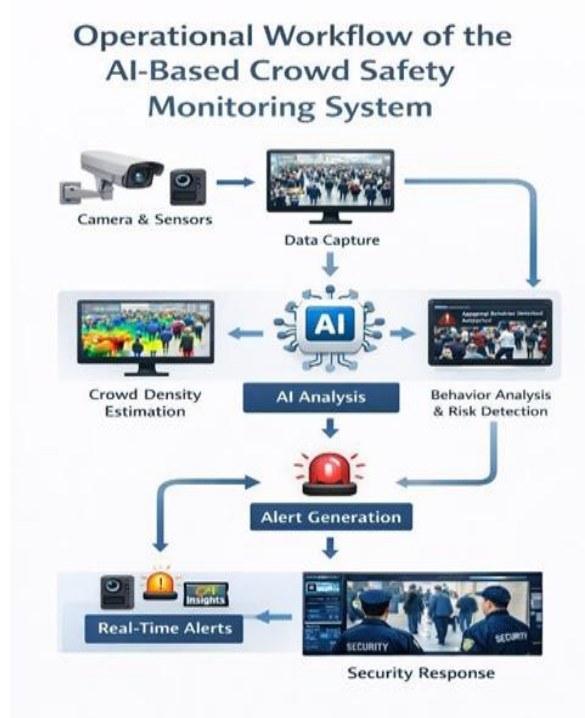 Operational Workflow of the
AI-Based Crowd Safety
Monitoring System
Camera & Sensors
Data Capture
AI
Crowd Density
Estimation
AI Analysis
Behavior Analysis
& Risk Detection
Alert Generation
Insights
Real-Time Alerts
SECURITY
SECURITY
Security Response